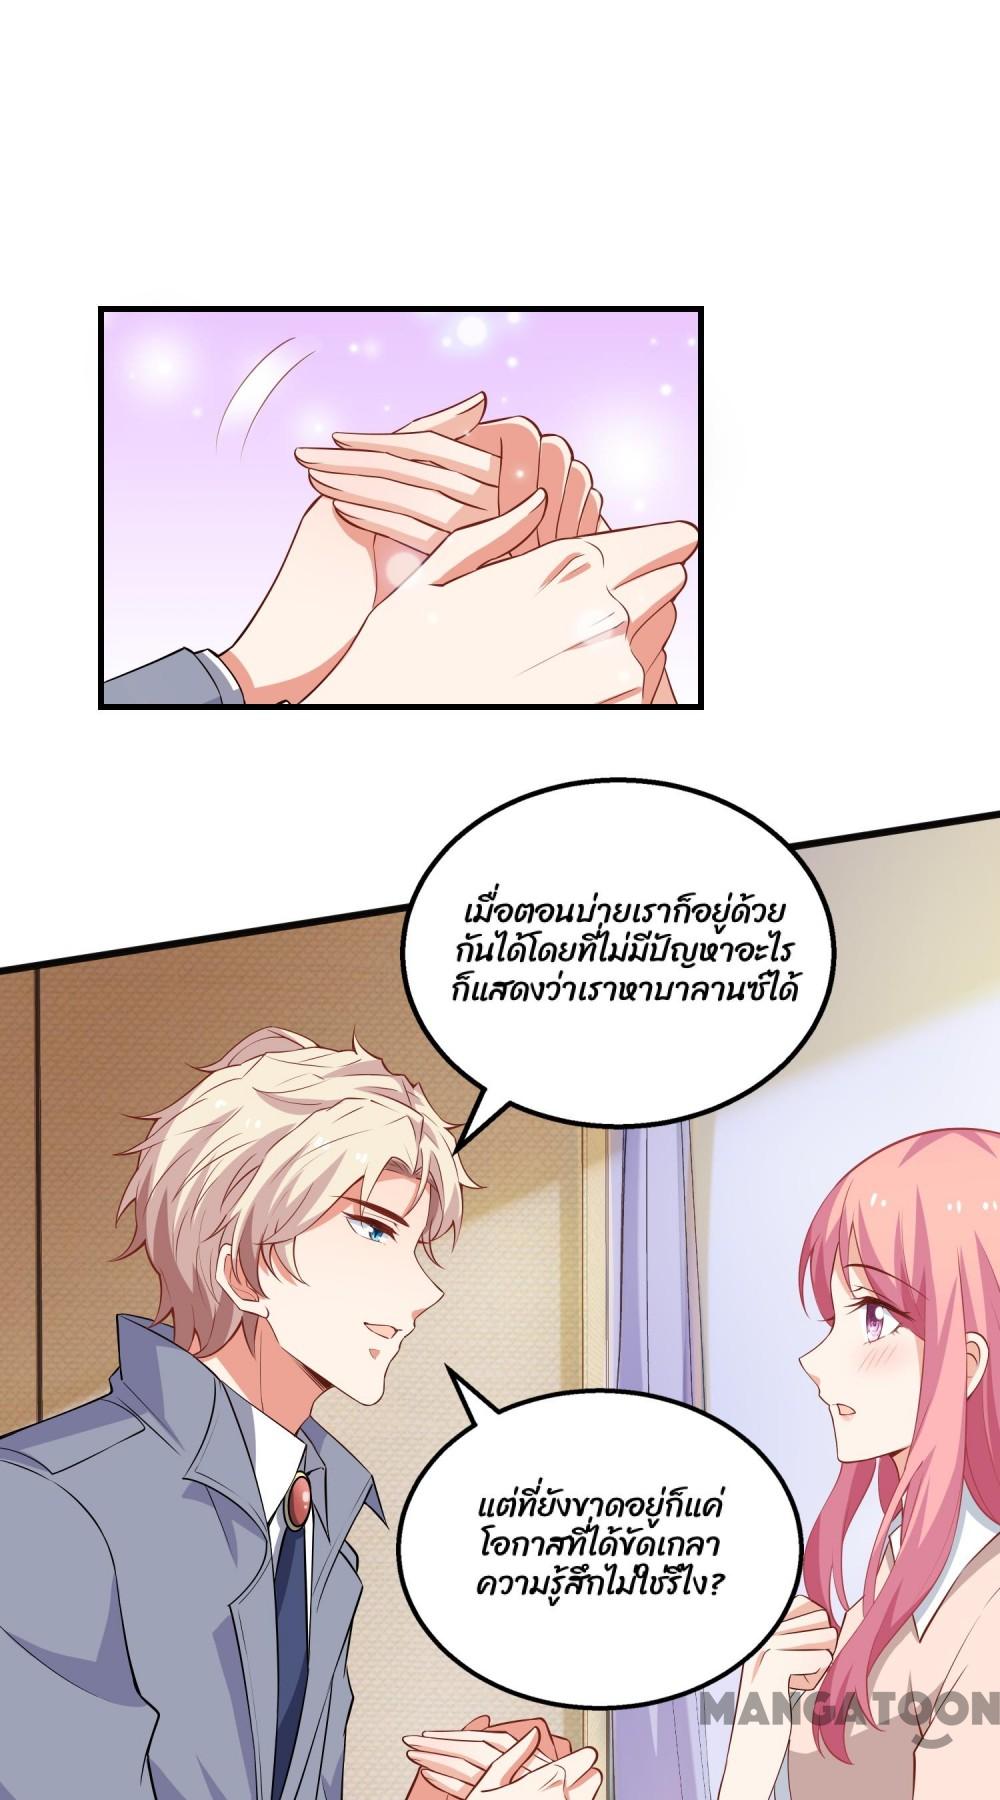 เมื่อตอนบ่ายเราก็อยู่ด้วย
กันได้โดยที่ไม่มีปัญหาอะไร
ก็แสดงว่าเราหาบาลานซ์ได้
แต่ที่ยังขาดอยู่ก็แค่
โอกาสที่ได้ขัดเกลา
ความรู้สึกไม่ใช่รึไง?
MANGATOON